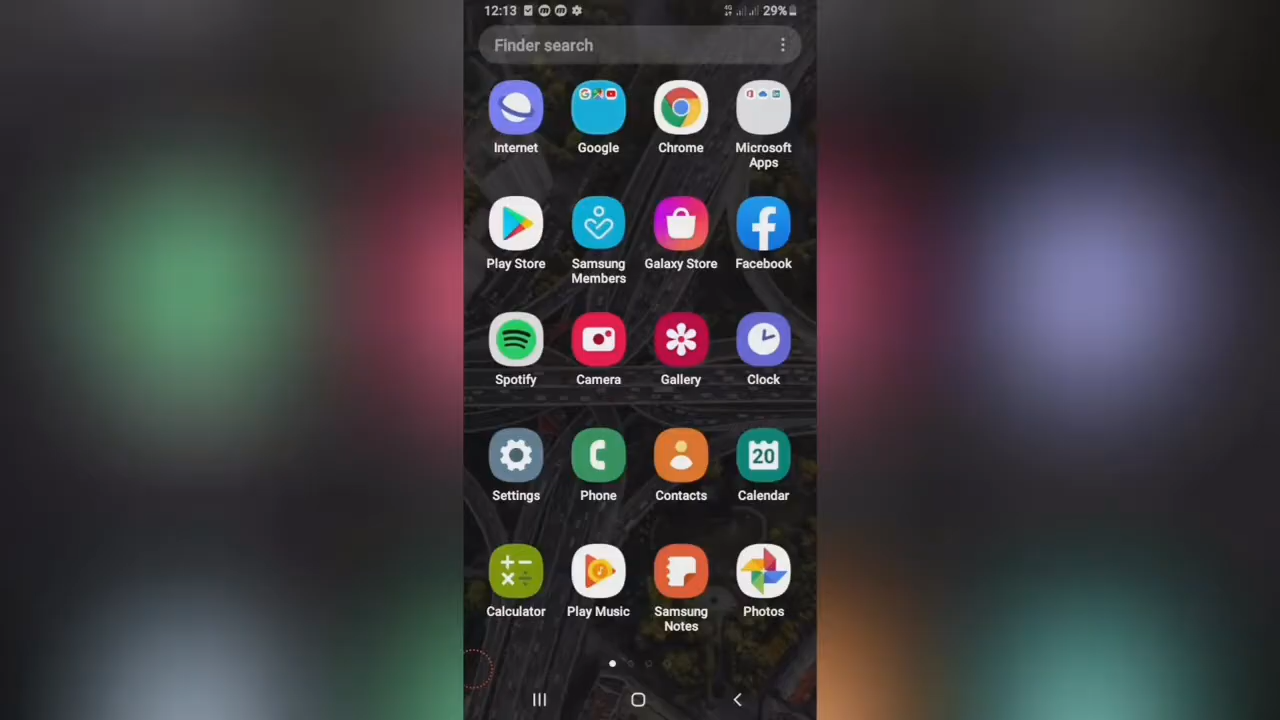 12:13
29%
Finder search
Internet
Google
Chrome
Microsoft
Apps
Play Store
Samsung
Members
Galaxy Store
Facebook
Spotify
Camera
Gallery
Clock
Settings
Phone
Contacts
20
Calendar
Calculator
Play Music
Samsung
Notes
Photos